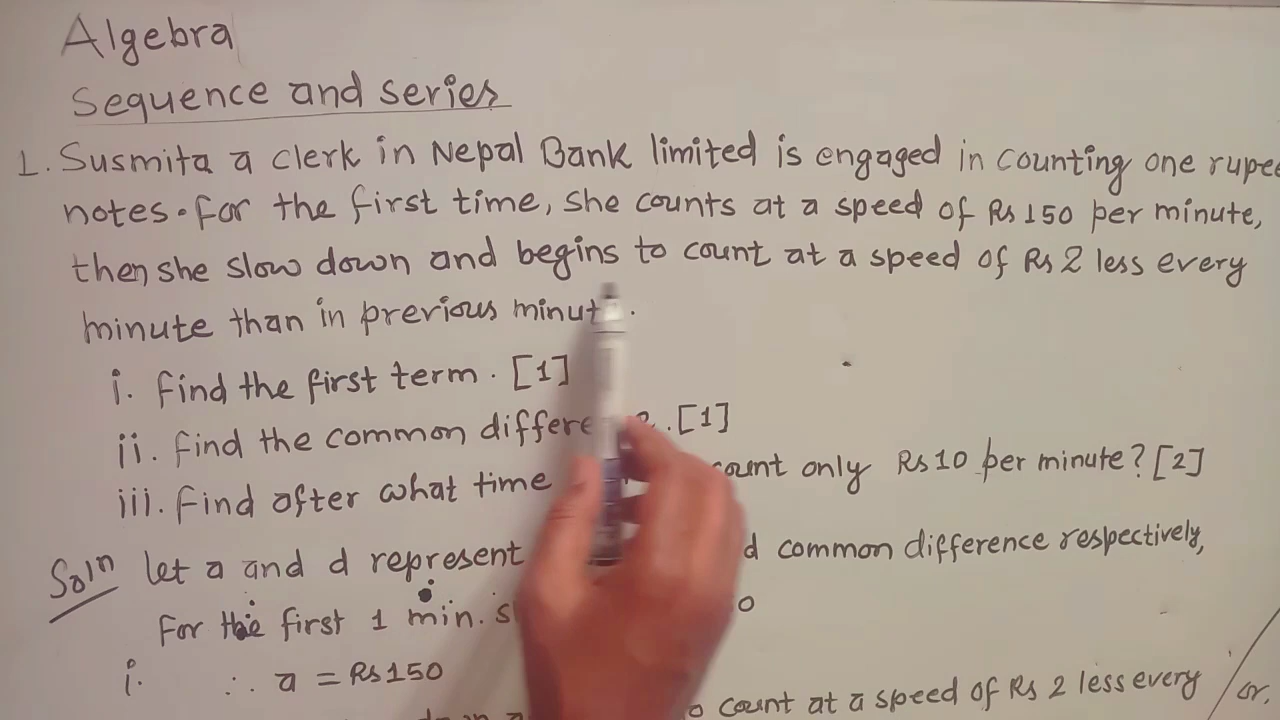 Algebra
Sequence and series
1. Susmita a clerk in Nepal Bank limited is engaged in counting one rupee
notes. For the first time, she counts at a speed of Rs 150 per minute,
then she slow down and begins to count at a speed of Rs 2 less every
minute than in previous
i. Find the first term. [1]
ii. Find the common [1]
iii. Find after what time only Rs 10 per minute? [2]
Soln let a and d represent common difference respectively,
For the first 1 min.
i. ∴ a = Rs 150
count at a speed of Rs 2 less every / or,